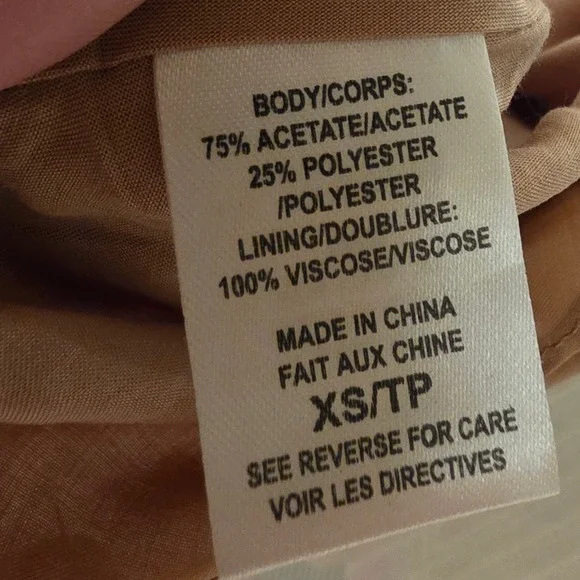 BODY/CORPS:
75% ACETATE/ACETATE
25% POLYESTER
/POLYESTER
LINING/DOUBLURE:
100% VISCOSE/VISCOSE
MADE IN CHINA
FAIT AUX CHINE
XS/TP
SEE REVERSE FOR CARE
VOIR LES DIRECTIVES